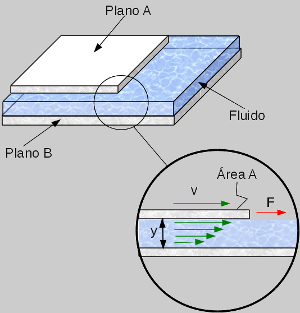 Plano A
Fluido
Plano B
Área A
v
F
y